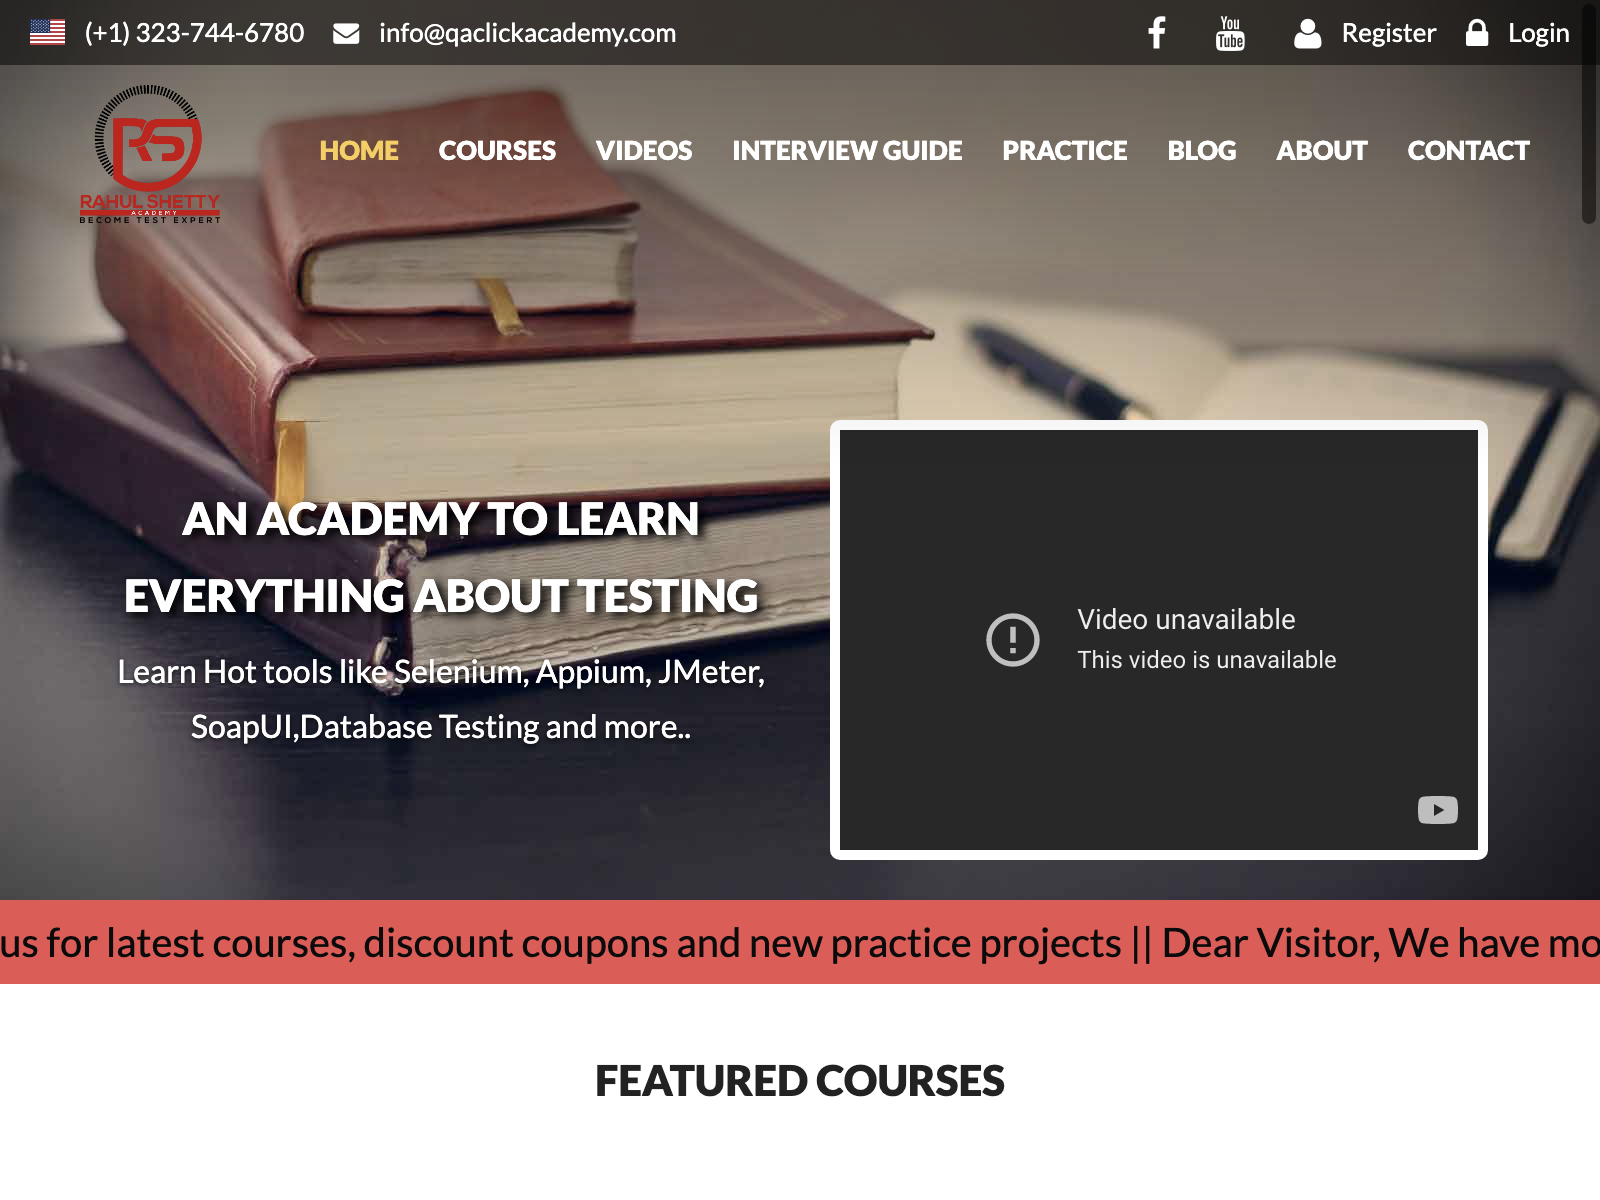 (+1) 323-744-6780 info@qaclickacademy.com You Tube Register Login
RS
RAHUL SHETTY
ACADEMY
BECOME TEST EXPERT
HOME COURSES VIDEOS INTERVIEW GUIDE PRACTICE BLOG ABOUT CONTACT
AN ACADEMY TO LEARN
EVERYTHING ABOUT TESTING
Learn Hot tools like Selenium, Appium, JMeter,
SoapUI,Database Testing and more..
Video unavailable
This video is unavailable
us for latest courses, discount coupons and new practice projects || Dear Visitor, We have mo
FEATURED COURSES